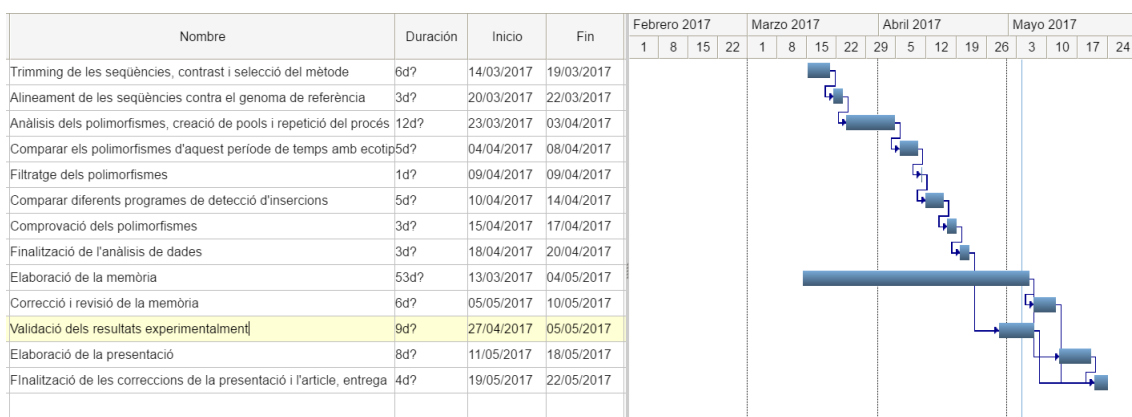 Nombre Duración Inicio Fin Febrero 2017 Marzo 2017 Abril 2017 Mayo 2017
1 8 15 22 1 8 15 22 29 5 12 19 26 3 10 17 24
Trimming de les seqüències, contrast i selecció del mètode 6d? 14/03/2017 19/03/2017
Alineament de les seqüències contra el genoma de referència 3d? 20/03/2017 22/03/2017
Anàlisis dels polimorfismes, creació de pools i repetició del procés 12d? 23/03/2017 03/04/2017
Comparar els polimorfismes d'aquest període de temps amb ecotip 5d? 04/04/2017 08/04/2017
Filtratge dels polimorfismes 1d? 09/04/2017 09/04/2017
Comparar diferents programes de detecció d'insercions 5d? 10/04/2017 14/04/2017
Comprovació dels polimorfismes 3d? 15/04/2017 17/04/2017
Finalització de l'anàlisis de dades 3d? 18/04/2017 20/04/2017
Elaboració de la memòria 53d? 13/03/2017 04/05/2017
Correcció i revisió de la memòria 6d? 05/05/2017 10/05/2017
Validació dels resultats experimentalment 9d? 27/04/2017 05/05/2017
Elaboració de la presentació 8d? 11/05/2017 18/05/2017
FInalització de les correccions de la presentació i l'article, entrega 4d? 19/05/2017 22/05/2017